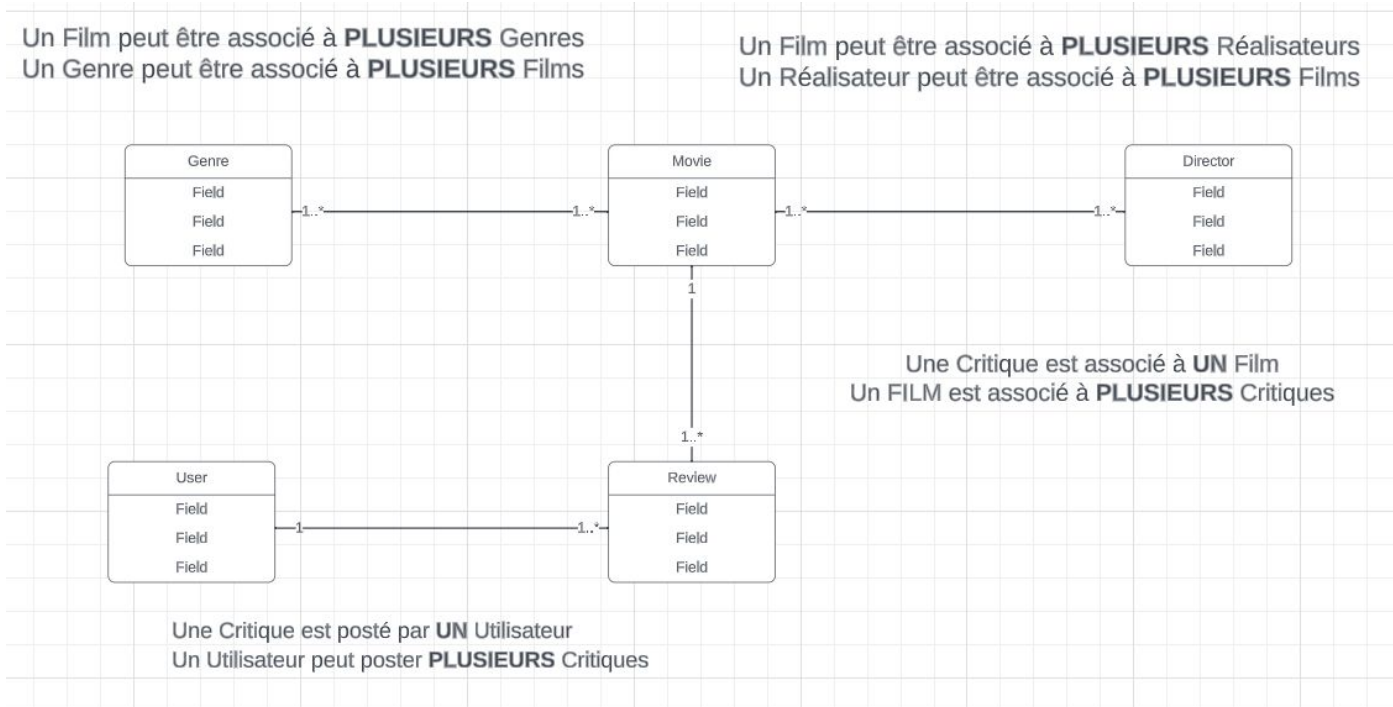 Un Film peut être associé à PLUSIEURS Genres
Un Genre peut être associé à PLUSIEURS Films
Un Film peut être associé à PLUSIEURS Réalisateurs
Un Réalisateur peut être associé à PLUSIEURS Films
Genre
Field
Field
Field
1..*
1..*
Movie
Field
Field
Field
1..*
1..*
Director
Field
Field
Field
1
Une Critique est associé à UN Film
Un FILM est associé à PLUSIEURS Critiques
1..*
User
Field
Field
Field
1
1..*
Review
Field
Field
Field
Une Critique est posté par UN Utilisateur
Un Utilisateur peut poster PLUSIEURS Critiques